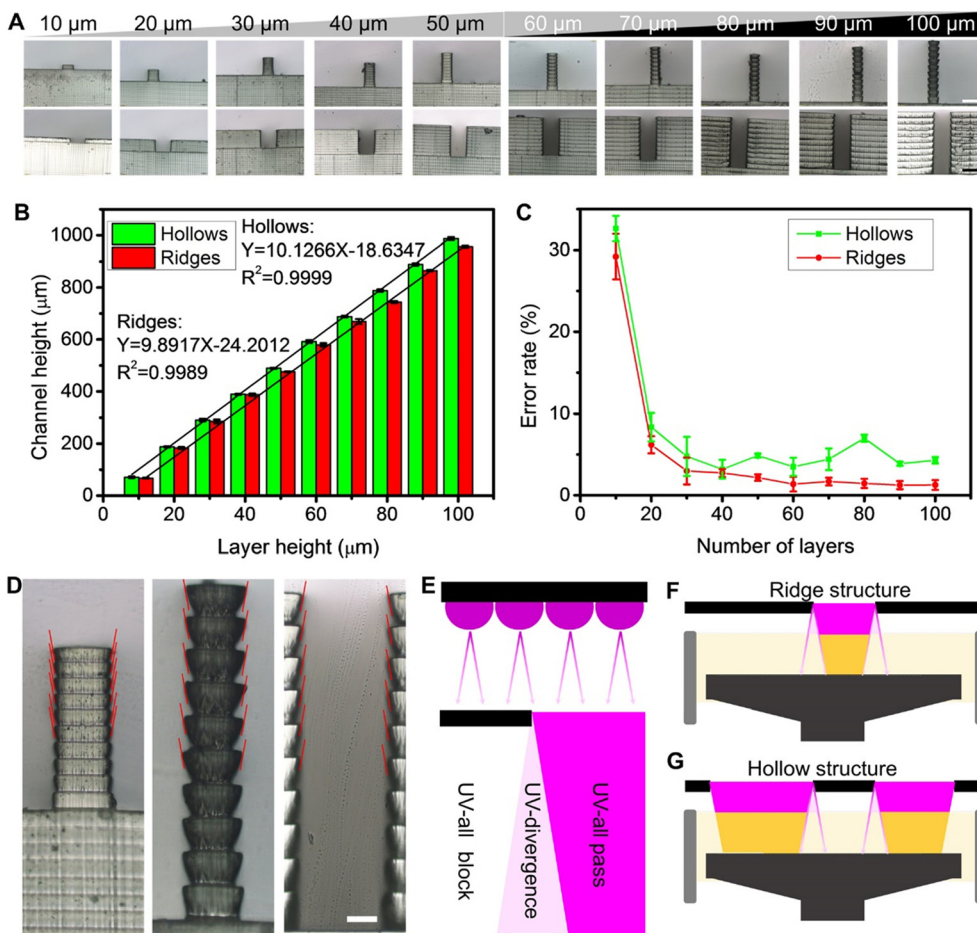 A
10 μm 20 μm 30 μm 40 μm 50 μm 60 μm 70 μm 80 μm 90 μm 100 μm
B
Hollows
Ridges
Hollows:
Y=10.1266X-18.6347
R²=0.9999
Ridges:
Y=9.8917X-24.2012
R²=0.9989
Channel height (μm)
1000
800
600
400
200
0
0 20 40 60 80 100
Layer height (μm)
C
Hollows
Ridges
Error rate (%)
30
20
10
0
0 20 40 60 80 100
Number of layers
D
E
UV-all block
UV-divergence
UV-all pass
F
Ridge structure
G
Hollow structure